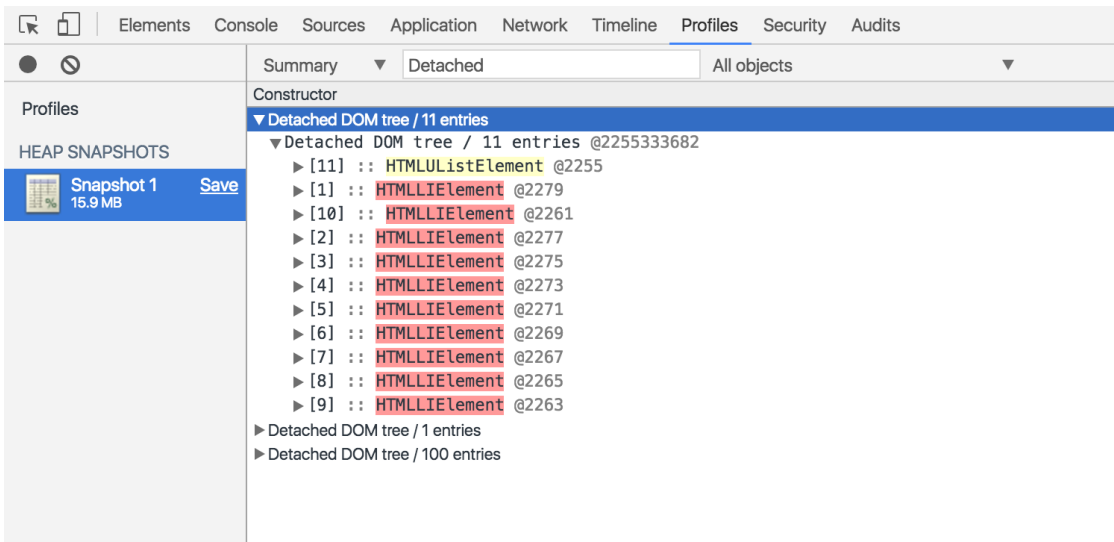 Elements Console Sources Application Network Timeline Profiles Security Audits
Summary Detached All objects
Profiles
HEAP SNAPSHOTS
Snapshot 1 Save
15.9 MB
%
Constructor
Detached DOM tree / 11 entries
Detached DOM tree / 11 entries @2255333682
[11] :: HTMLUListElement @2255
[1] :: HTMLLIElement @2279
[10] :: HTMLLIElement @2261
[2] :: HTMLLIElement @2277
[3] :: HTMLLIElement @2275
[4] :: HTMLLIElement @2273
[5] :: HTMLLIElement @2271
[6] :: HTMLLIElement @2269
[7] :: HTMLLIElement @2267
[8] :: HTMLLIElement @2265
[9] :: HTMLLIElement @2263
Detached DOM tree / 1 entries
Detached DOM tree / 100 entries